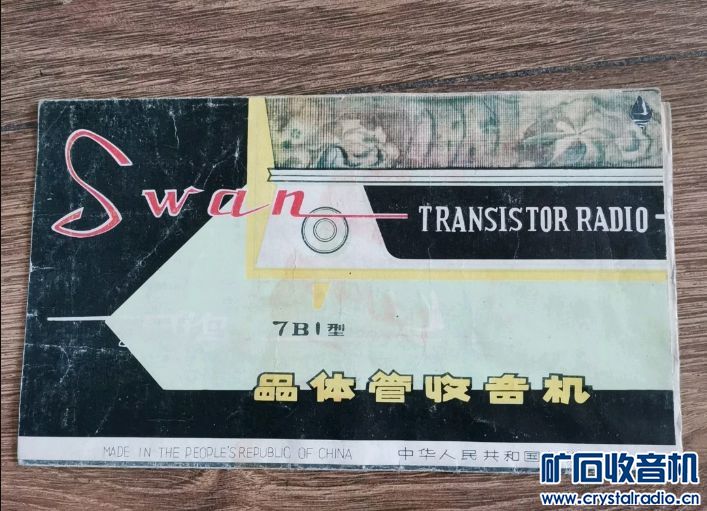 Swan
TRANSISTOR RADIO
7B1型
晶体管收音机
MADE IN THE PEOPLE'S REPUBLIC OF CHINA
中华人民共和国
矿石收音机
www.crystalradio.cn